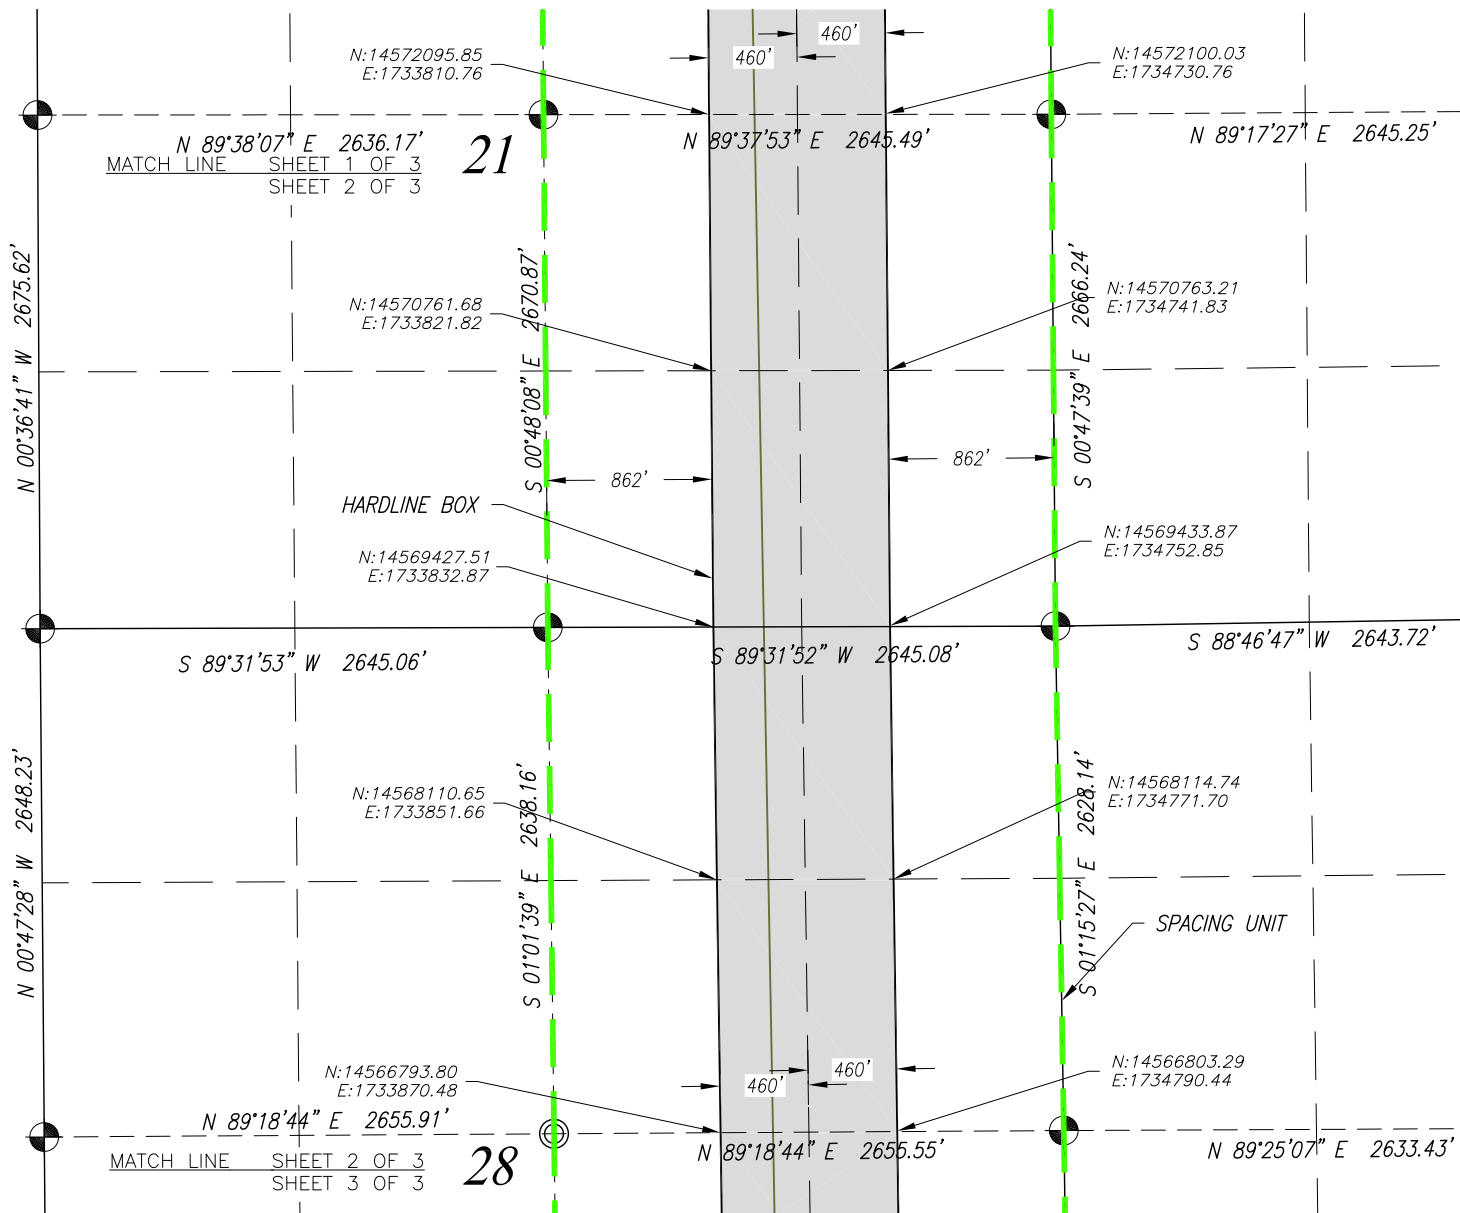 460'
460'
N:14572095.85
E:1733810.76
N:14572100.03
E:1734730.76
N 89°38'07" E 2636.17'
21
N 89°37'53" E 2645.49'
N 89°17'27" E 2645.25'
MATCH LINE SHEET 1 OF 3
SHEET 2 OF 3
N 00°36'41" W 2675.62'
S 00°48'08" E 2670.87'
S 00°47'39" E 2666.24'
N:14570761.68
E:1733821.82
N:14570763.21
E:1734741.83
862'
862'
HARDLINE BOX
N:14569427.51
E:1733832.87
N:14569433.87
E:1734752.85
S 89°31'53" W 2645.06'
S 89°31'52" W 2645.08'
S 88°46'47" W 2643.72'
N 00°47'28" W 2648.23'
S 01°01'39" E 2638.16'
S 01°15'27" E 2628.14'
N:14568110.65
E:1733851.66
N:14568114.74
E:1734771.70
SPACING UNIT
N:14566793.80
E:1733870.48
460'
460'
N:14566803.29
E:1734790.44
N 89°18'44" E 2655.91'
N 89°18'44" E 2655.55'
N 89°25'07" E 2633.43'
MATCH LINE SHEET 2 OF 3
SHEET 3 OF 3
28